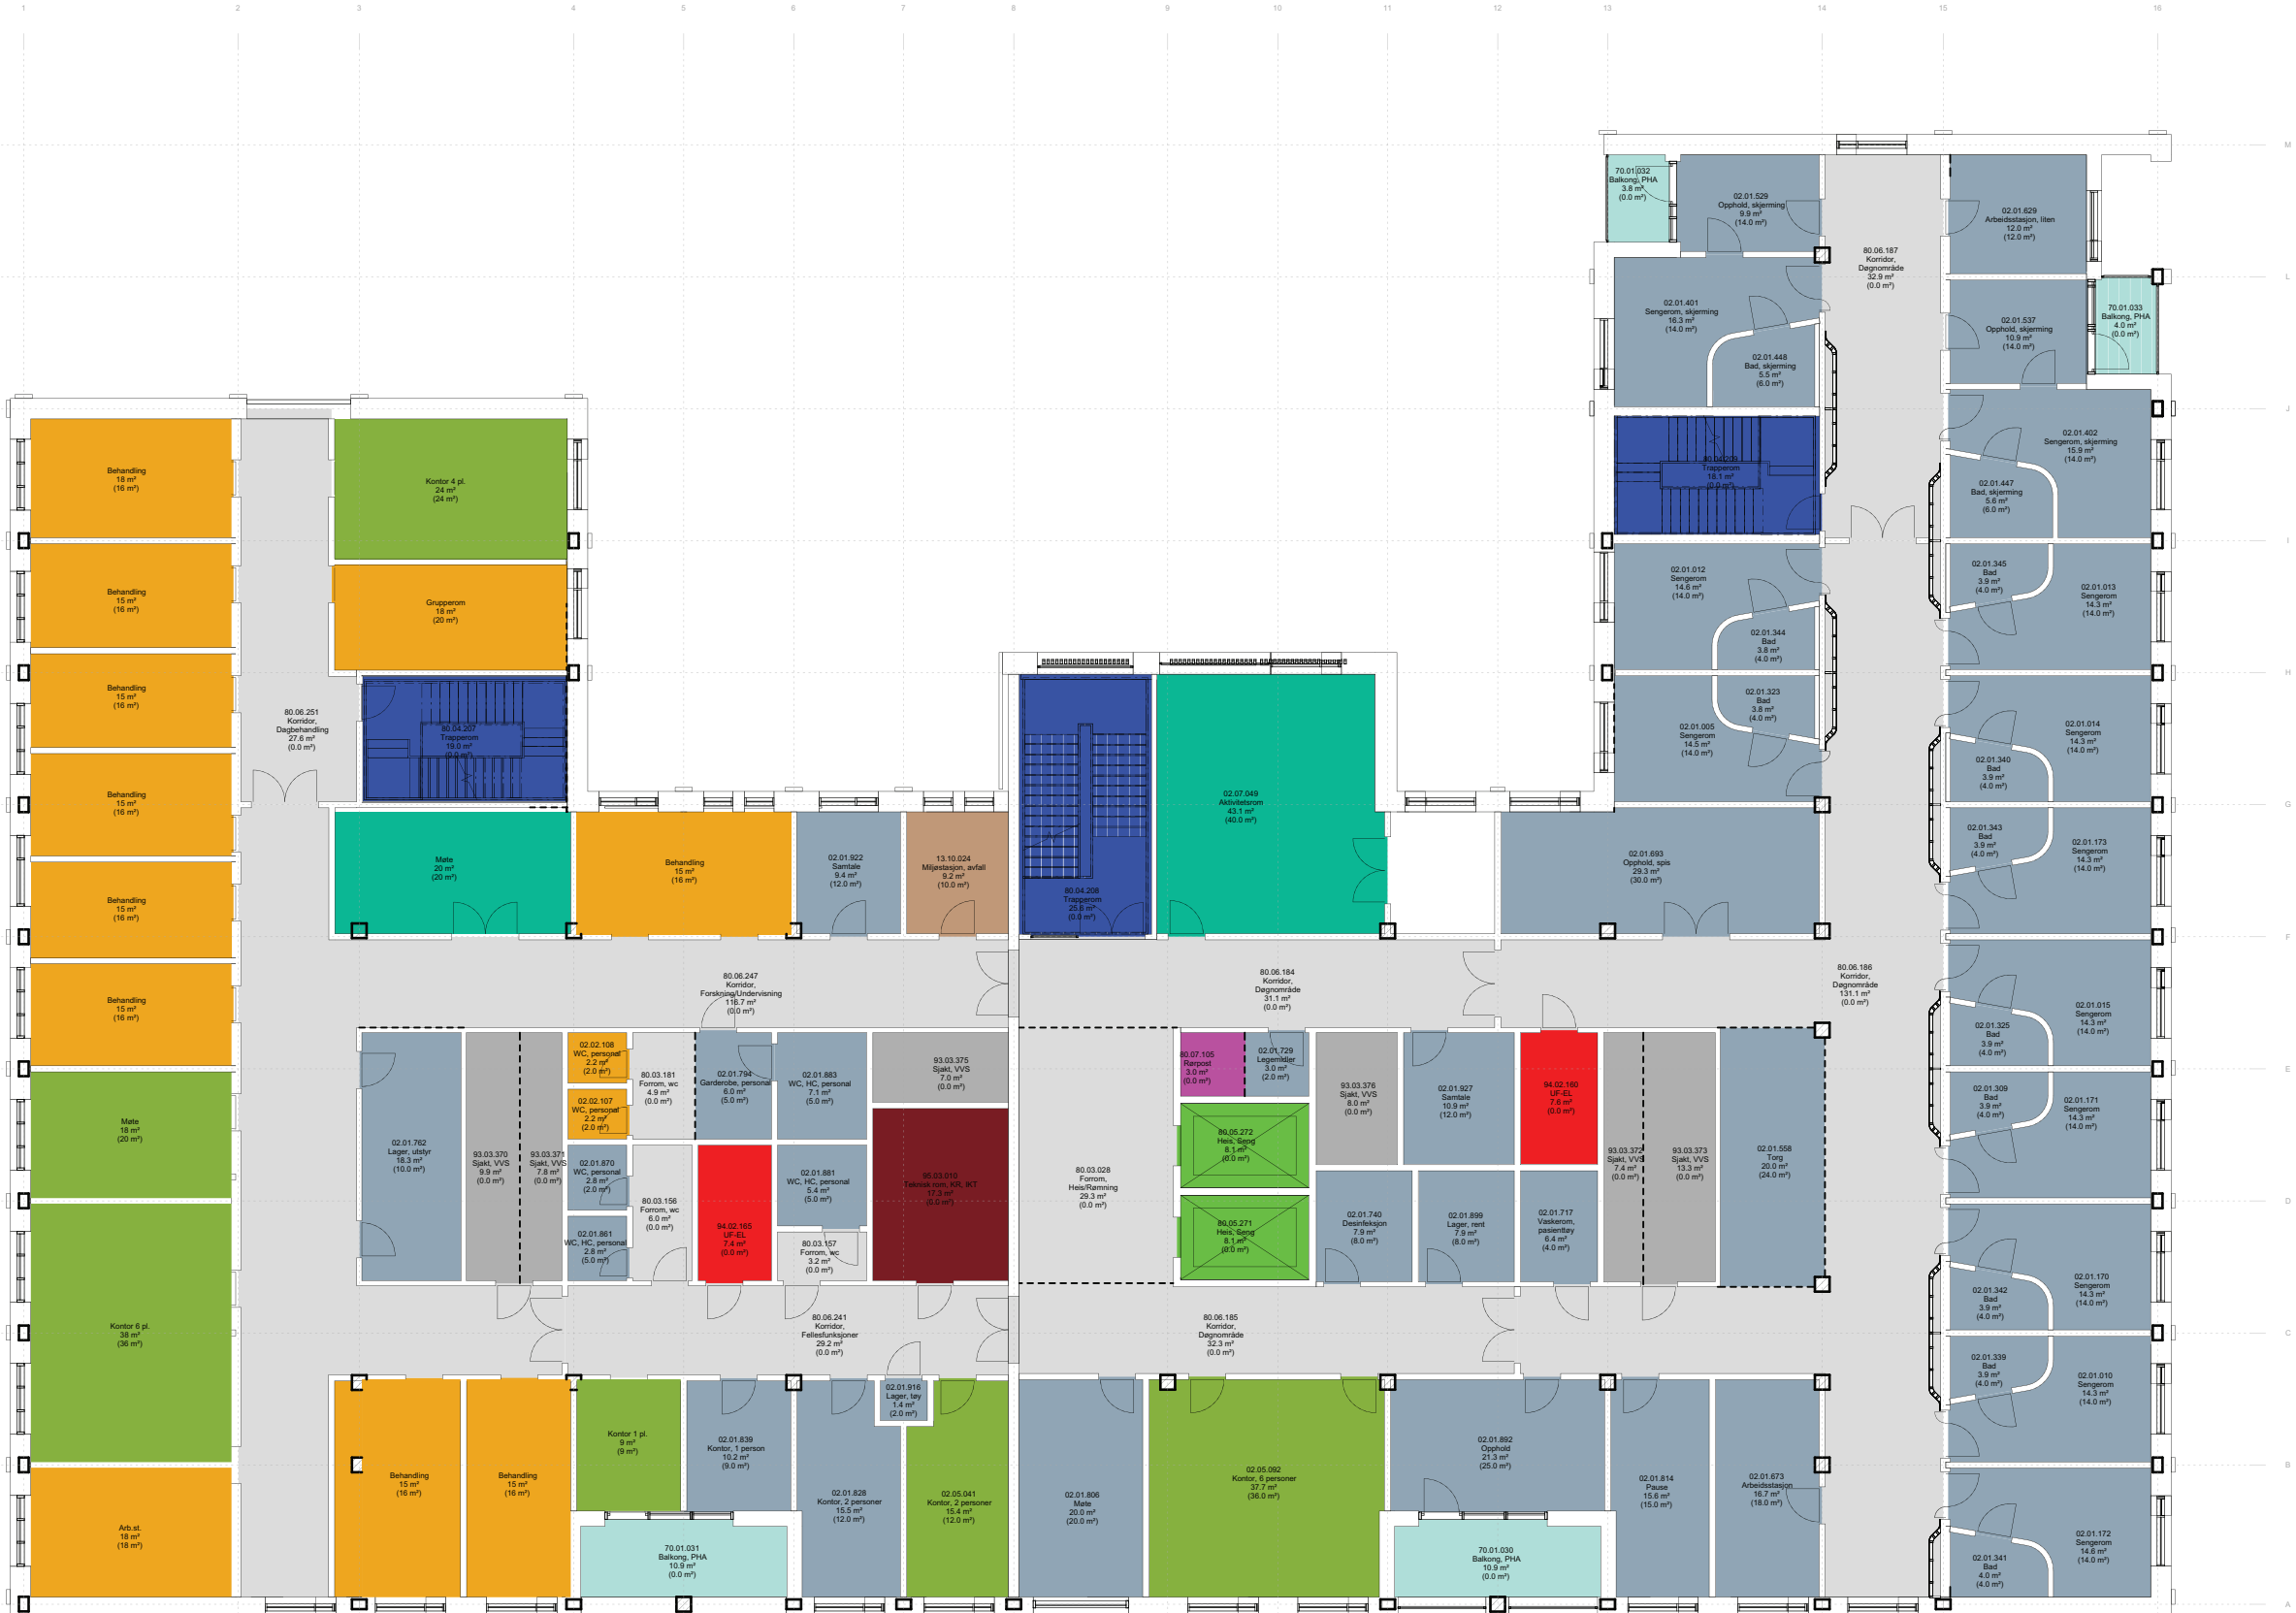 1 2 3 4 5 6 7 8 9 10 11 12 13 14 15 16
M
L
J
I
H
G
F
E
D
C
B
A
70.01.032
Balkong, PHA
3.8 m²
(0.0 m²)
02.01.529
Opphold, skjerming
9.9 m²
(14.0 m²)
80.06.187
Korridor,
Døgnområde
32.9 m²
(0.0 m²)
02.01.629
Arbeidsstasjon, liten
12.0 m²
(12.0 m²)
02.01.401
Sengerom, skjerming
16.3 m²
(14.0 m²)
02.01.448
Bad, skjerming
5.5 m²
(6.0 m²)
02.01.537
Opphold, skjerming
10.9 m²
(14.0 m²)
70.01.033
Balkong, PHA
4.0 m²
(0.0 m²)
02.01.402
Sengerom, skjerming
15.9 m²
(14.0 m²)
02.01.447
Bad, skjerming
5.6 m²
(6.0 m²)
80.04.209
Trapperom
18.1 m²
(0.0 m²)
Behandling
18 m²
(16 m²)
Kontor 4 pl.
24 m²
(24 m²)
Behandling
15 m²
(16 m²)
Grupperom
18 m²
(20 m²)
02.01.012
Sengerom
14.6 m²
(14.0 m²)
02.01.344
Bad
3.8 m²
(4.0 m²)
02.01.345
Bad
3.9 m²
(4.0 m²)
02.01.013
Sengerom
14.3 m²
(14.0 m²)
Behandling
15 m²
(16 m²)
80.06.251
Korridor,
Dagbehandling
27.6 m²
(0.0 m²)
80.04.207
Trapperom
19.0 m²
(0.0 m²)
02.01.323
Bad
3.8 m²
(4.0 m²)
02.01.005
Sengerom
14.5 m²
(14.0 m²)
02.01.014
Sengerom
14.3 m²
(14.0 m²)
02.01.340
Bad
3.9 m²
(4.0 m²)
Behandling
15 m²
(16 m²)
02.07.049
Aktivitetsrom
43.1 m²
(40.0 m²)
02.01.343
Bad
3.9 m²
(4.0 m²)
02.01.173
Sengerom
14.3 m²
(14.0 m²)
Behandling
15 m²
(16 m²)
Møte
20 m²
(20 m²)
Behandling
15 m²
(16 m²)
02.01.922
Samtale
9.4 m²
(12.0 m²)
13.10.024
Miljøstasjon, avfall
9.2 m²
(10.0 m²)
80.04.208
Trapperom
25.8 m²
(0.0 m²)
02.01.693
Opphold, spis
29.3 m²
(30.0 m²)
Behandling
15 m²
(16 m²)
80.06.247
Korridor,
Forskning/Undervisning
116.7 m²
(0.0 m²)
80.06.184
Korridor,
Døgnområde
31.1 m²
(0.0 m²)
80.06.186
Korridor,
Døgnområde
131.1 m²
(0.0 m²)
02.01.015
Sengerom
14.3 m²
(14.0 m²)
02.01.325
Bad
3.9 m²
(4.0 m²)
Møte
18 m²
(20 m²)
02.01.762
Lager, utstyr
18.3 m²
(10.0 m²)
93.03.370
Sjakt, VVS
9.9 m²
(0.0 m²)
93.03.371
Sjakt, VVS
7.8 m²
(0.0 m²)
02.02.108
WC, personal
2.2 m²
(2.0 m²)
02.02.107
WC, personal
2.2 m²
(2.0 m²)
02.01.870
WC, personal
2.8 m²
(2.0 m²)
02.01.861
WC, HC, personal
2.8 m²
(5.0 m²)
80.03.181
Forrom, wc
4.9 m²
(0.0 m²)
80.03.156
Forrom, wc
6.0 m²
(0.0 m²)
02.01.794
Garderobe, personal
6.0 m²
(5.0 m²)
94.02.165
UF-EL
7.4 m²
(0.0 m²)
02.01.883
WC, HC, personal
7.1 m²
(5.0 m²)
02.01.881
WC, HC, personal
5.4 m²
(5.0 m²)
80.03.157
Forrom, wc
3.2 m²
(0.0 m²)
93.03.375
Sjakt, VVS
7.0 m²
(0.0 m²)
95.03.010
Teknisk rom, KR, IKT
17.3 m²
(0.0 m²)
80.03.028
Forrom,
Heis/Rømning
29.3 m²
(0.0 m²)
80.07.105
Rørpost
3.0 m²
(0.0 m²)
02.01.729
Legemidler
3.0 m²
(2.0 m²)
80.05.272
Heis, Seng
8.1 m²
(0.0 m²)
80.05.271
Heis, Seng
8.1 m²
(0.0 m²)
93.03.376
Sjakt, VVS
8.0 m²
(0.0 m²)
02.01.927
Samtale
10.9 m²
(12.0 m²)
94.02.160
UF-EL
7.6 m²
(0.0 m²)
02.01.740
Desinfeksjon
7.9 m²
(8.0 m²)
02.01.899
Lager, rent
7.9 m²
(8.0 m²)
02.01.717
Vaskerom,
pasienttøy
6.4 m²
(4.0 m²)
93.03.372
Sjakt, VVS
7.4 m²
(0.0 m²)
93.03.373
Sjakt, VVS
13.3 m²
(0.0 m²)
02.01.558
Torg
20.0 m²
(24.0 m²)
02.01.309
Bad
3.9 m²
(4.0 m²)
02.01.171
Sengerom
14.3 m²
(14.0 m²)
02.01.170
Sengerom
14.3 m²
(14.0 m²)
02.01.342
Bad
3.9 m²
(4.0 m²)
Kontor 6 pl.
38 m²
(36 m²)
80.06.241
Korridor,
Fellesfunksjoner
29.2 m²
(0.0 m²)
80.06.185
Korridor,
Døgnområde
32.3 m²
(0.0 m²)
02.01.339
Bad
3.9 m²
(4.0 m²)
02.01.010
Sengerom
14.3 m²
(14.0 m²)
Arb.st.
18 m²
(18 m²)
Behandling
15 m²
(16 m²)
Behandling
15 m²
(16 m²)
Kontor 1 pl.
9 m²
(9 m²)
02.01.839
Kontor, 1 person
10.2 m²
(9.0 m²)
02.01.916
Lager, tøy
1.4 m²
(2.0 m²)
02.01.828
Kontor, 2 personer
15.5 m²
(12.0 m²)
02.05.041
Kontor, 2 personer
15.4 m²
(12.0 m²)
70.01.031
Balkong, PHA
10.9 m²
(0.0 m²)
02.01.806
Møte
20.0 m²
(20.0 m²)
02.05.092
Kontor, 6 personer
37.7 m²
(36.0 m²)
02.01.892
Opphold
21.3 m²
(25.0 m²)
70.01.030
Balkong, PHA
10.9 m²
(0.0 m²)
02.01.814
Pause
15.6 m²
(15.0 m²)
02.01.673
Arbeidsstasjon
16.7 m²
(18.0 m²)
02.01.341
Bad
4.0 m²
(4.0 m²)
02.01.172
Sengerom
14.6 m²
(14.0 m²)